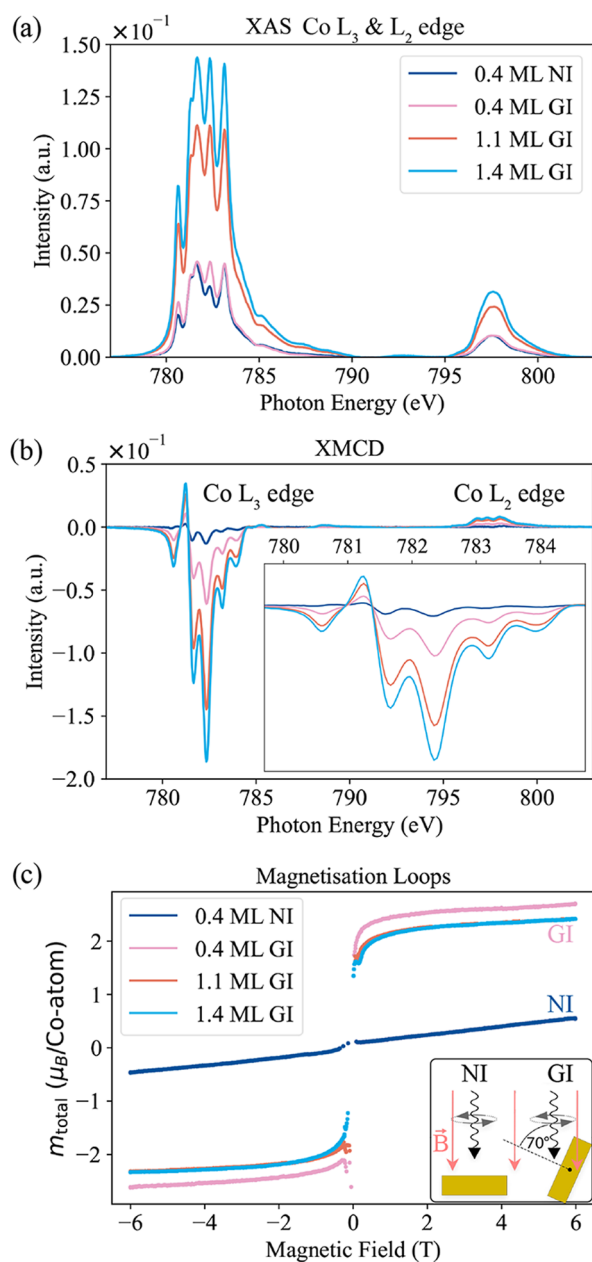 (a)
XAS Co L₃ & L₂ edge
×10⁻¹
1.50
1.25
1.00
0.75
0.50
0.25
0.00
Intensity (a.u.)
0.4 ML NI
0.4 ML GI
1.1 ML GI
1.4 ML GI
780 785 790 795 800
Photon Energy (eV)
(b)
XMCD
×10⁻¹
0.5
0.0
−0.5
−1.0
−1.5
−2.0
Intensity (a.u.)
Co L₃ edge
Co L₂ edge
780 781 782 783 784
780 785 790 795 800
Photon Energy (eV)
(c)
Magnetisation Loops
2
1
0
−1
−2
m_total (μ_B/Co-atom)
0.4 ML NI
0.4 ML GI
1.1 ML GI
1.4 ML GI
GI
NI
NI GI
B⃗
70°
−6 −4 −2 0 2 4 6
Magnetic Field (T)